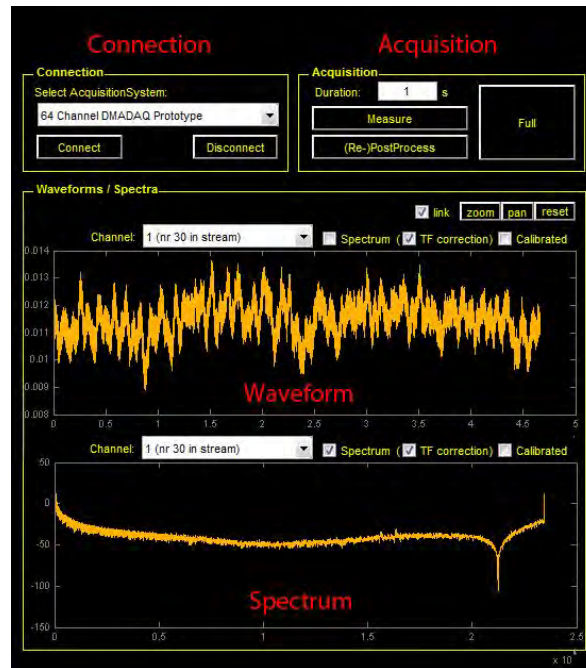 Connection Acquisition
Connection
Select AcquisitionSystem:
64 Channel DMADAQ Prototype
Connect Disconnect
Acquisition
Duration: 1 s
Measure
(Re-)PostProcess
Full
Waveforms / Spectra
link zoom pan reset
Channel: 1 (nr 30 in stream) Spectrum ( TF correction) Calibrated
0.014
0.013
0.012
0.011
0.01
0.009
0.008
Waveform
0 0.5 1 1.5 2 2.5 3 3.5 4 4.5 5
Channel: 1 (nr 30 in stream) Spectrum ( TF correction) Calibrated
50
0
-50
-100
-150
Spectrum
0 0.5 1 1.5 2 2.5
x 10